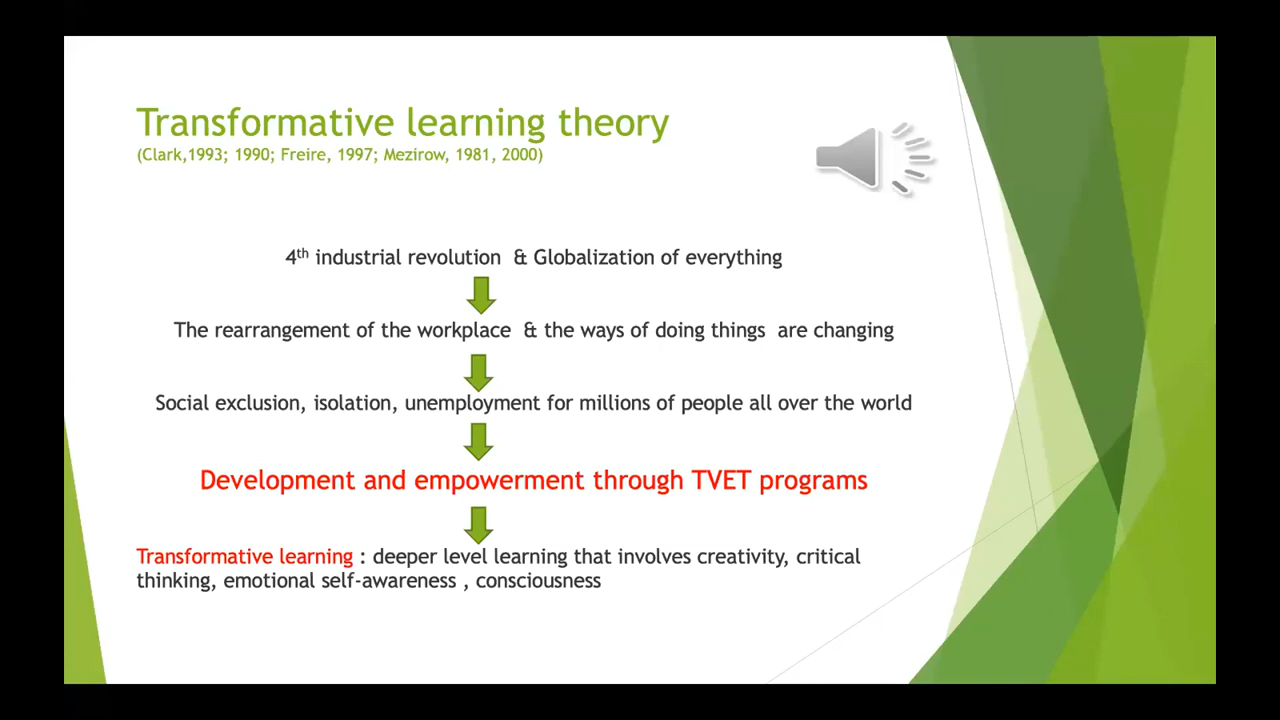 Transformative learning theory
(Clark,1993; 1990; Freire, 1997; Mezirow, 1981, 2000)
4th industrial revolution & Globalization of everything
The rearrangement of the workplace & the ways of doing things are changing
Social exclusion, isolation, unemployment for millions of people all over the world
Development and empowerment through TVET programs
Transformative learning : deeper level learning that involves creativity, critical
thinking, emotional self-awareness , consciousness